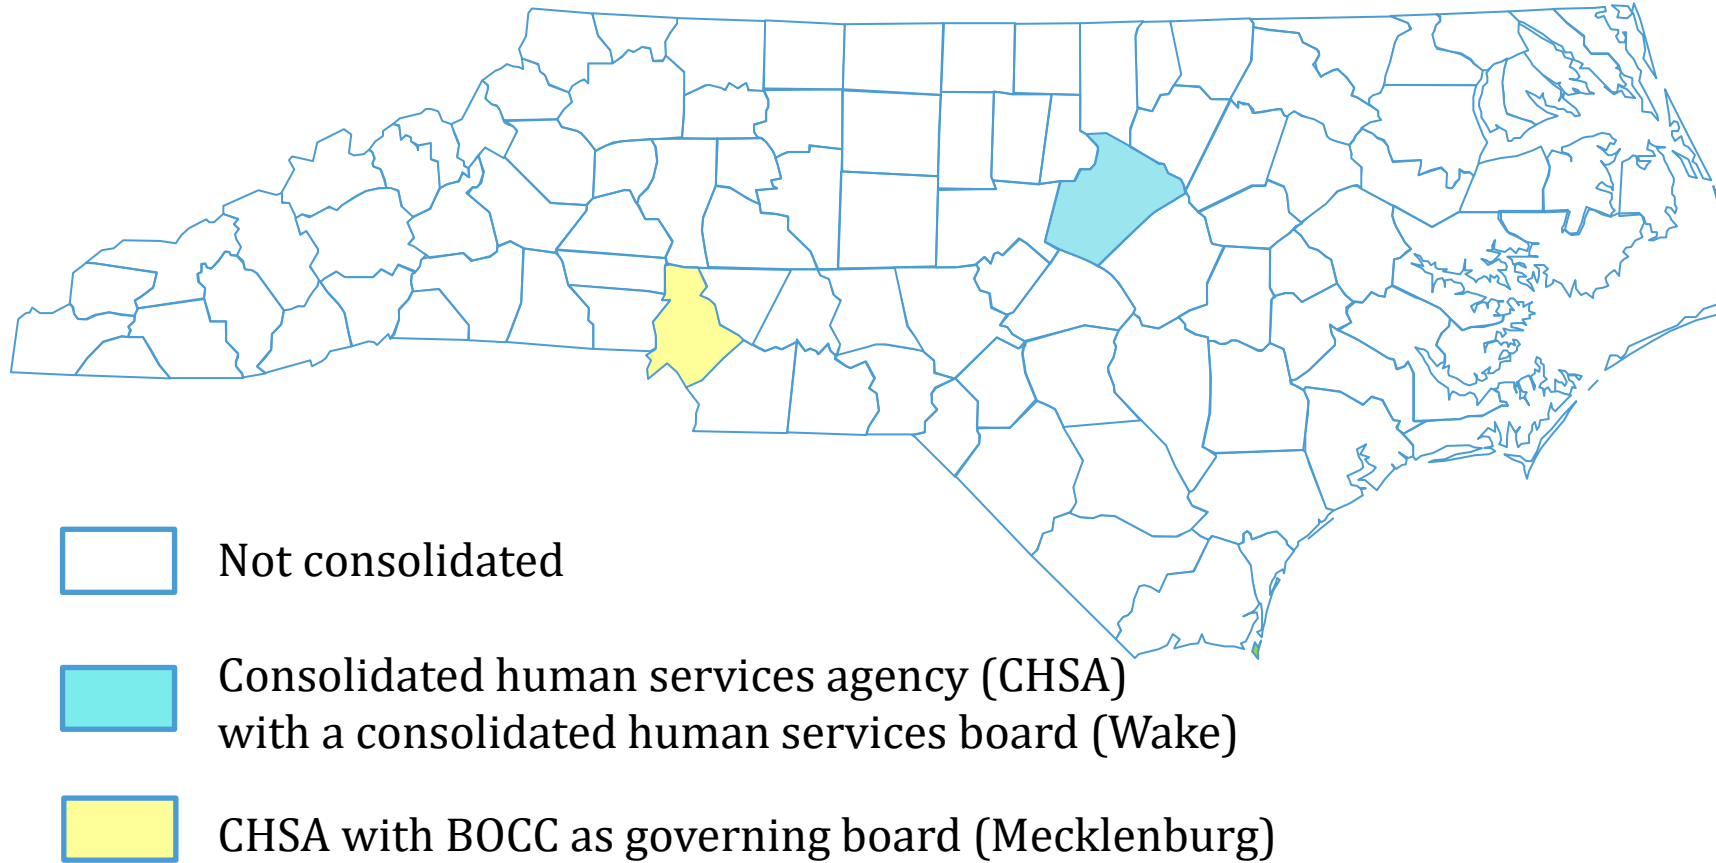 Not consolidated
Consolidated human services agency (CHSA)
with a consolidated human services board (Wake)
CHSA with BOCC as governing board (Mecklenburg)